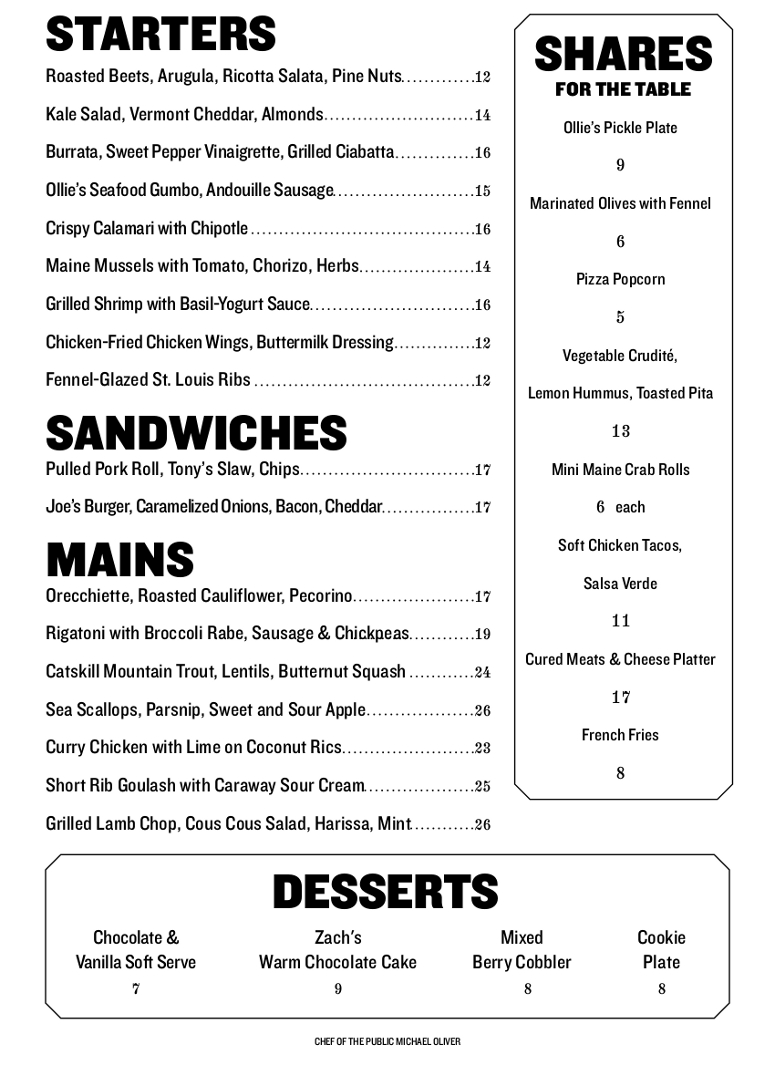 STARTERS
Roasted Beets, Arugula, Ricotta Salata, Pine Nuts............12
Kale Salad, Vermont Cheddar, Almonds.......................14
Burrata, Sweet Pepper Vinaigrette, Grilled Ciabatta............16
Ollie's Seafood Gumbo, Andouille Sausage......................15
Crispy Calamari with Chipotle ..................................16
Maine Mussels with Tomato, Chorizo, Herbs..................14
Grilled Shrimp with Basil-Yogurt Sauce.........................16
Chicken-Fried Chicken Wings, Buttermilk Dressing............12
Fennel-Glazed St. Louis Ribs .................................12
SANDWICHES
Pulled Pork Roll, Tony's Slaw, Chips..........................17
Joe's Burger, Caramelized Onions, Bacon, Cheddar..............17
MAINS
Orecchiette, Roasted Cauliflower, Pecorino...................17
Rigatoni with Broccoli Rabe, Sausage & Chickpeas..........19
Catskill Mountain Trout, Lentils, Butternut Squash ..........24
Sea Scallops, Parsnip, Sweet and Sour Apple.................26
Curry Chicken with Lime on Coconut Rics....................23
Short Rib Goulash with Caraway Sour Cream.................25
Grilled Lamb Chop, Cous Cous Salad, Harissa, Mint..........26
SHARES
FOR THE TABLE
Ollie's Pickle Plate
9
Marinated Olives with Fennel
6
Pizza Popcorn
5
Vegetable Crudité,
Lemon Hummus, Toasted Pita
13
Mini Maine Crab Rolls
6 each
Soft Chicken Tacos,
Salsa Verde
11
Cured Meats & Cheese Platter
17
French Fries
8
DESSERTS
Chocolate &
Vanilla Soft Serve
7
Zach's
Warm Chocolate Cake
9
Mixed
Berry Cobbler
8
Cookie
Plate
8
CHEF OF THE PUBLIC MICHAEL OLIVER